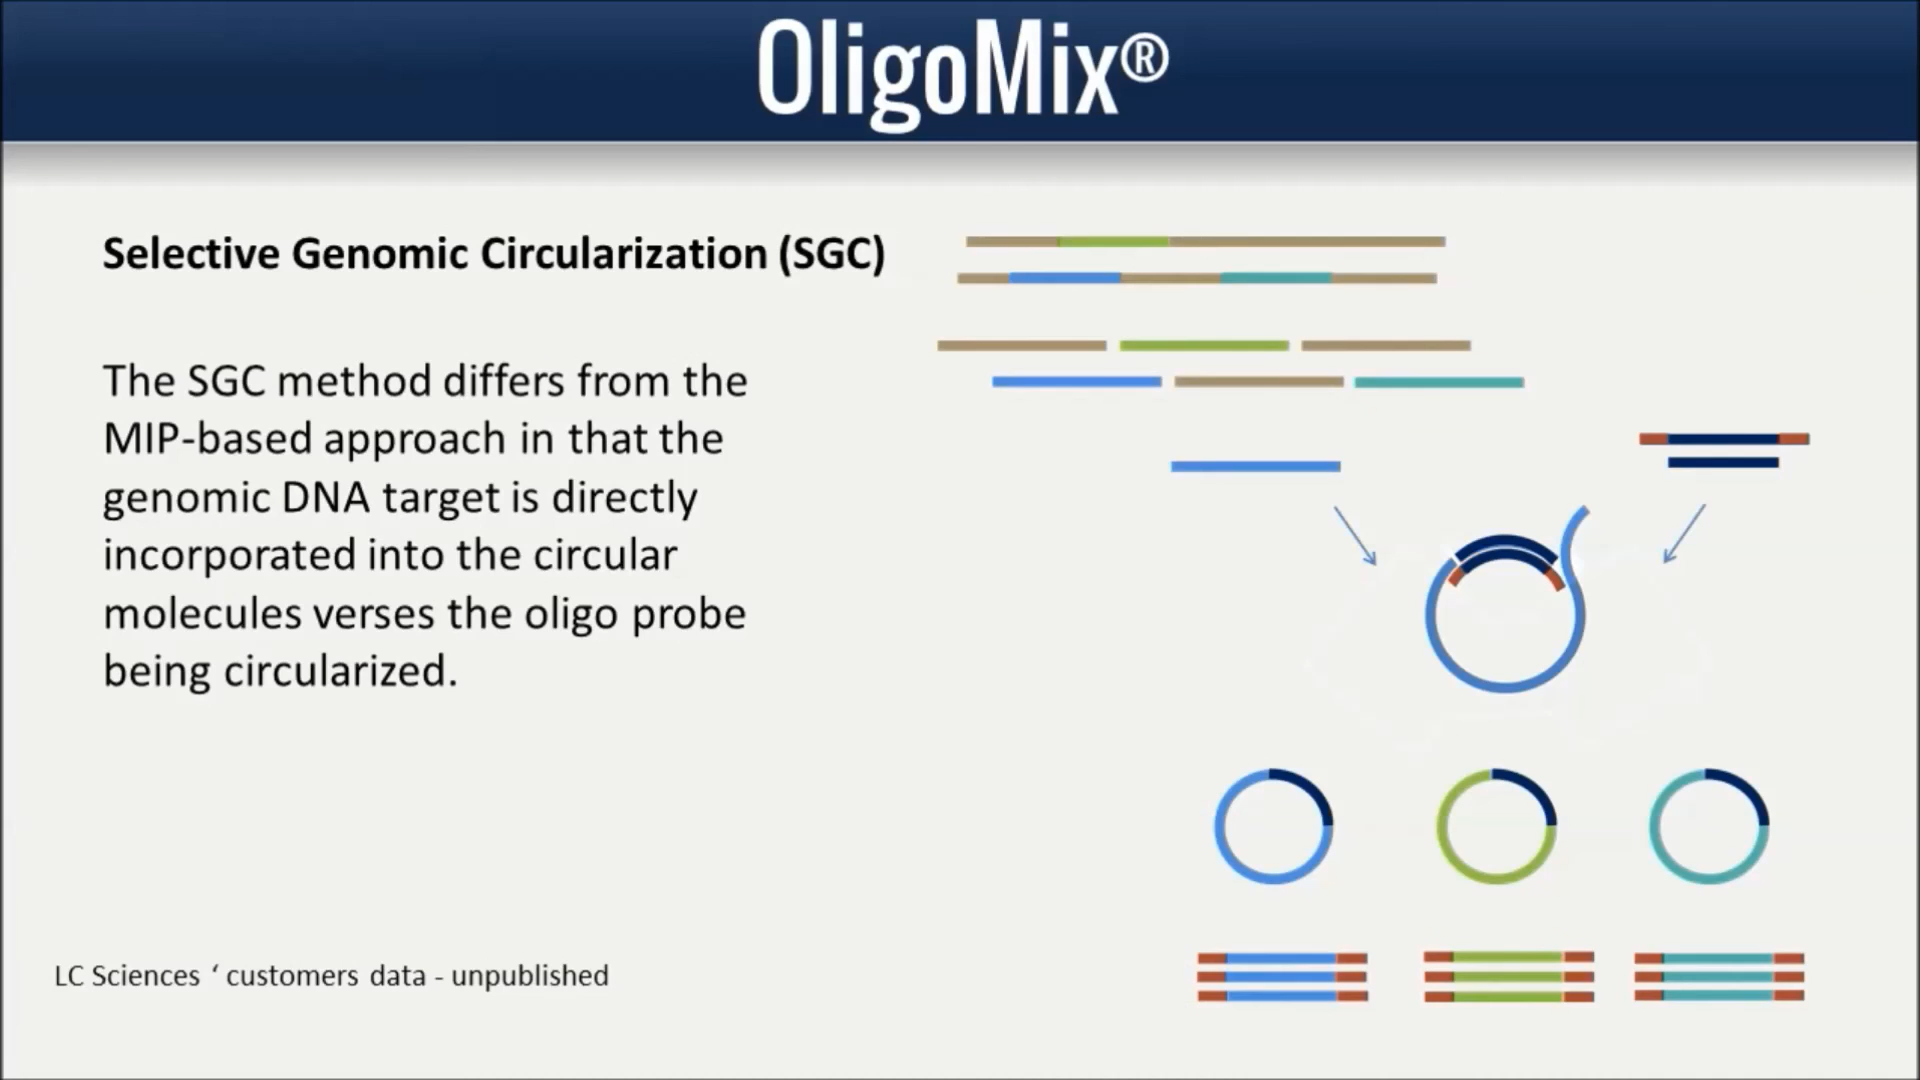 OligoMix®
Selective Genomic Circularization (SGC)
The SGC method differs from the
MIP-based approach in that the
genomic DNA target is directly
incorporated into the circular
molecules verses the oligo probe
being circularized.
LC Sciences ‘ customers data - unpublished